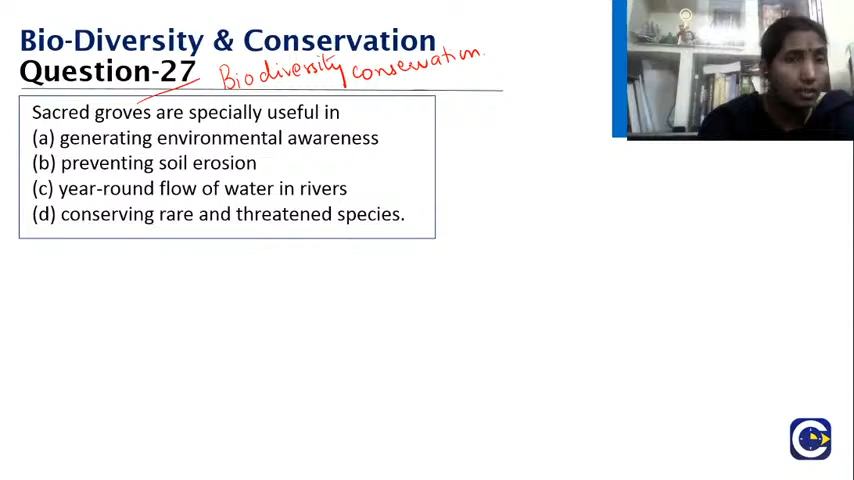 Bio-Diversity & Conservation
Question-27
Biodiversity conservation.
Sacred groves are specially useful in
(a) generating environmental awareness
(b) preventing soil erosion
(c) year-round flow of water in rivers
(d) conserving rare and threatened species.